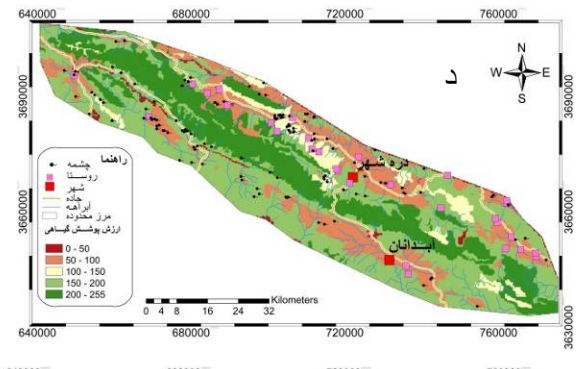 640000 680000 720000 760000
3690000
3660000
3630000
3690000
3660000
N
W E
S
د
دره شهر
آبدانان
راهنما
چشمه
روستا
شهر
جاده
آبراهه
مرز محدوده
ارزش پوشش گیاهی
0 - 50
50 - 100
100 - 150
150 - 200
200 - 255
Kilometers
0 4 8 16 24 32
640000 680000 720000 760000